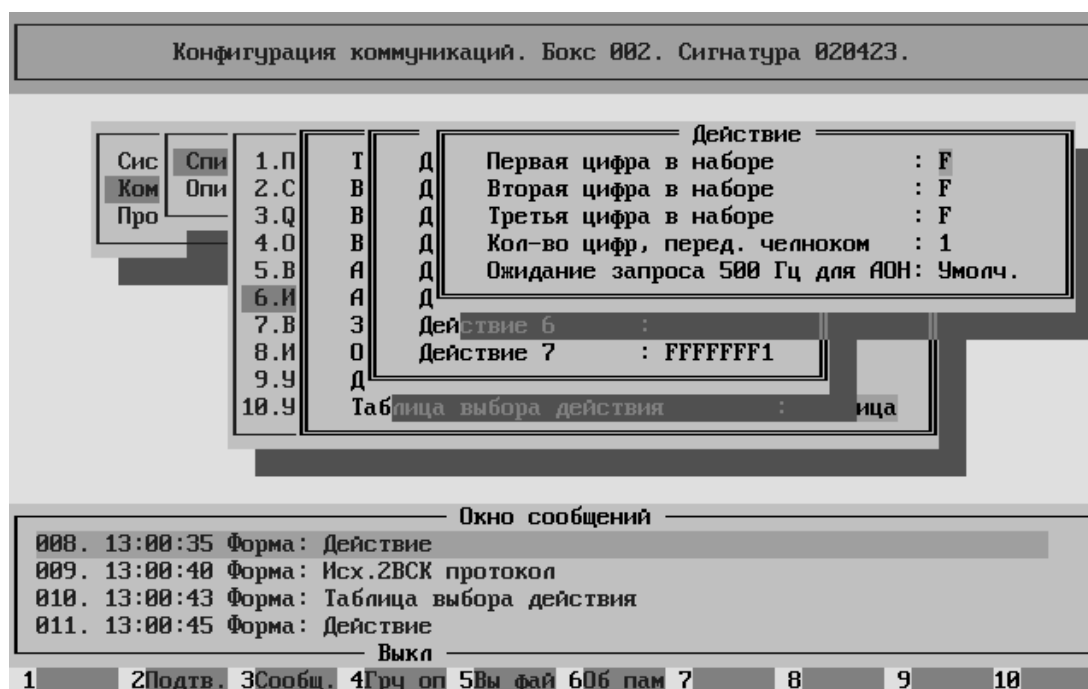 Конфигурация коммуникаций. Бокс 002. Сигнатура 020423.
Действие
Сис Спи 1.П Т Д Первая цифра в наборе : F
Ком Опи 2.С В Д Вторая цифра в наборе : F
Про 3.Q В Д Третья цифра в наборе : F
4.О В Д Кол-во цифр, перед. челноком : 1
5.В А Д Ожидание запроса 500 Гц для АОН: Умолч.
6.И А Д
7.В З Действие 6 :
8.И О Действие 7 : FFFFFFF1
9.У Д
10.У Таблица выбора действия : ица
Окно сообщений
008. 13:00:35 Форма: Действие
009. 13:00:40 Форма: Исх.2ВСК протокол
010. 13:00:43 Форма: Таблица выбора действия
011. 13:00:45 Форма: Действие
Выкл
1 2Подтв. 3Сообщ. 4Грч оп 5Вы фай 6Об пам 7 8 9 10